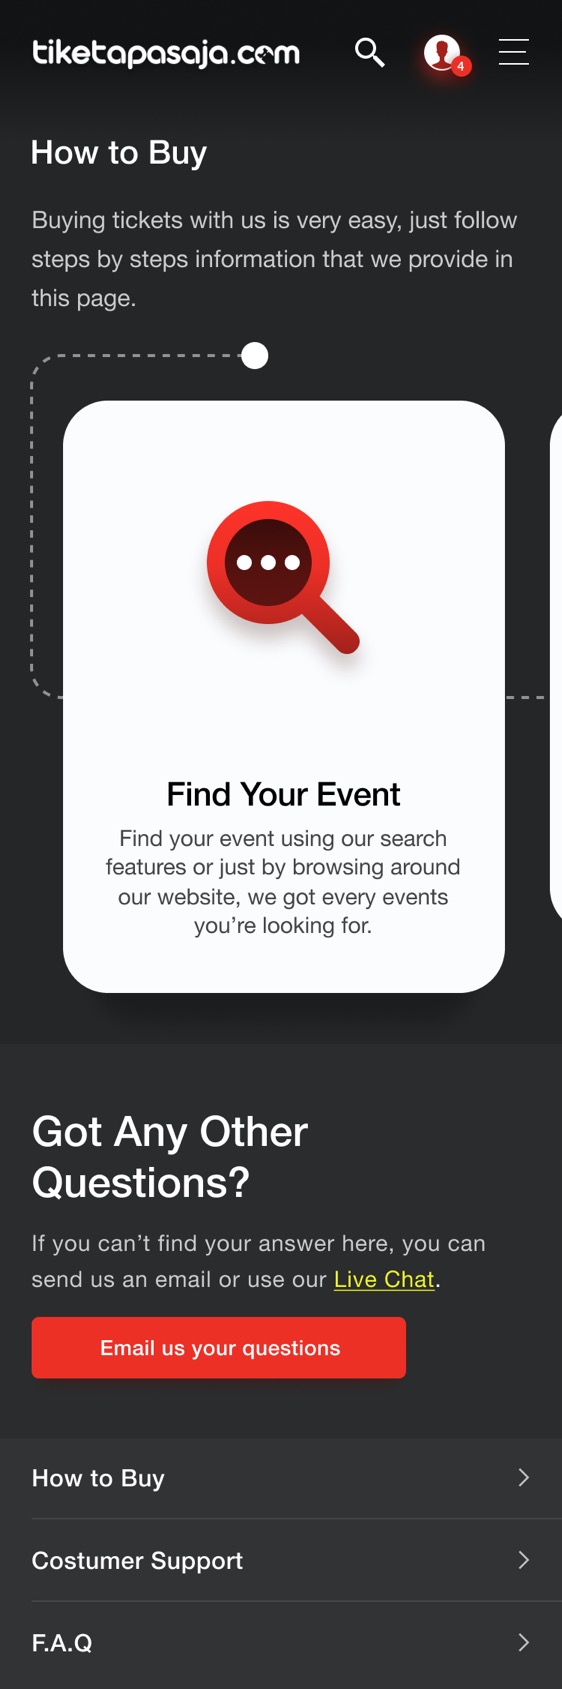 tiketapasaja.com
4
How to Buy
Buying tickets with us is very easy, just follow
steps by steps information that we provide in
this page.
Find Your Event
Find your event using our search
features or just by browsing around
our website, we got every events
you’re looking for.
Got Any Other
Questions?
If you can’t find your answer here, you can
send us an email or use our Live Chat.
Email us your questions
How to Buy
Costumer Support
F.A.Q